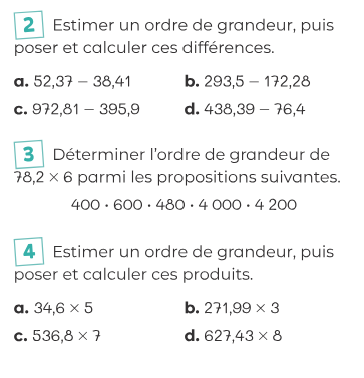 2 Estimer un ordre de grandeur, puis
poser et calculer ces différences.
a. 52,37 − 38,41 b. 293,5 − 172,28
c. 972,81 − 395,9 d. 438,39 − 76,4
3 Déterminer l'ordre de grandeur de
78,2 × 6 parmi les propositions suivantes.
400 · 600 · 480 · 4 000 · 4 200
4 Estimer un ordre de grandeur, puis
poser et calculer ces produits.
a. 34,6 × 5 b. 271,99 × 3
c. 536,8 × 7 d. 627,43 × 8